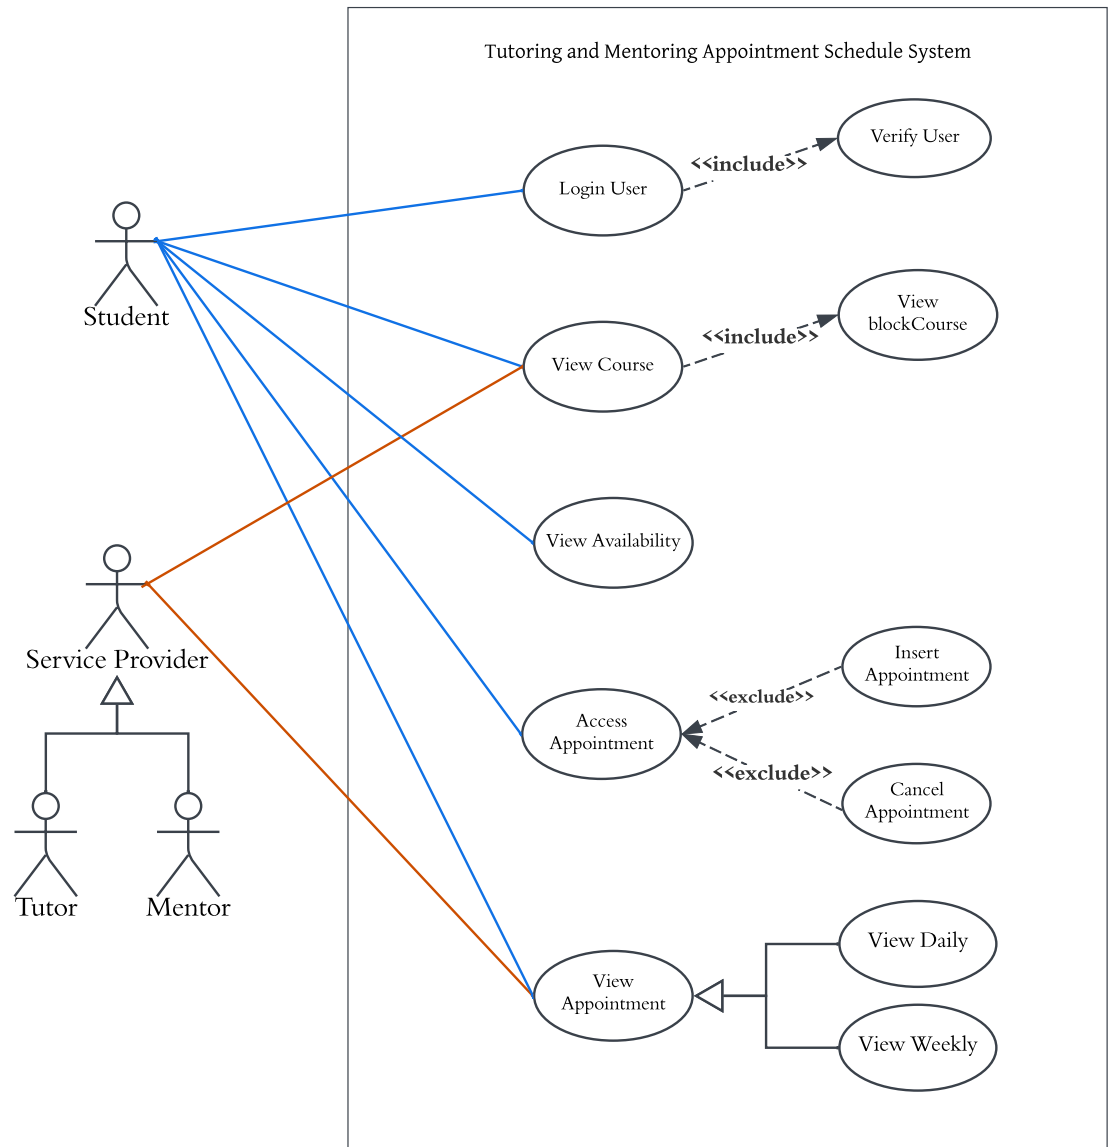 Tutoring and Mentoring Appointment Schedule System
Verify User
<<include>>
Login User
Student
View
blockCourse
<<include>>
View Course
View Availability
Service Provider
Insert
Appointment
<<exclude>>
Access
Appointment
<<exclude>>
Cancel
Appointment
Tutor
Mentor
View Daily
View
Appointment
View Weekly